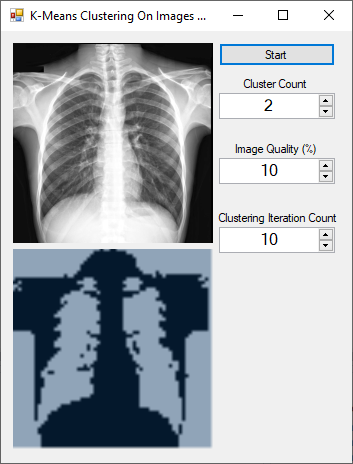 K-Means Clustering On Images ...
Start
Cluster Count
2
Image Quality (%)
10
Clustering Iteration Count
10